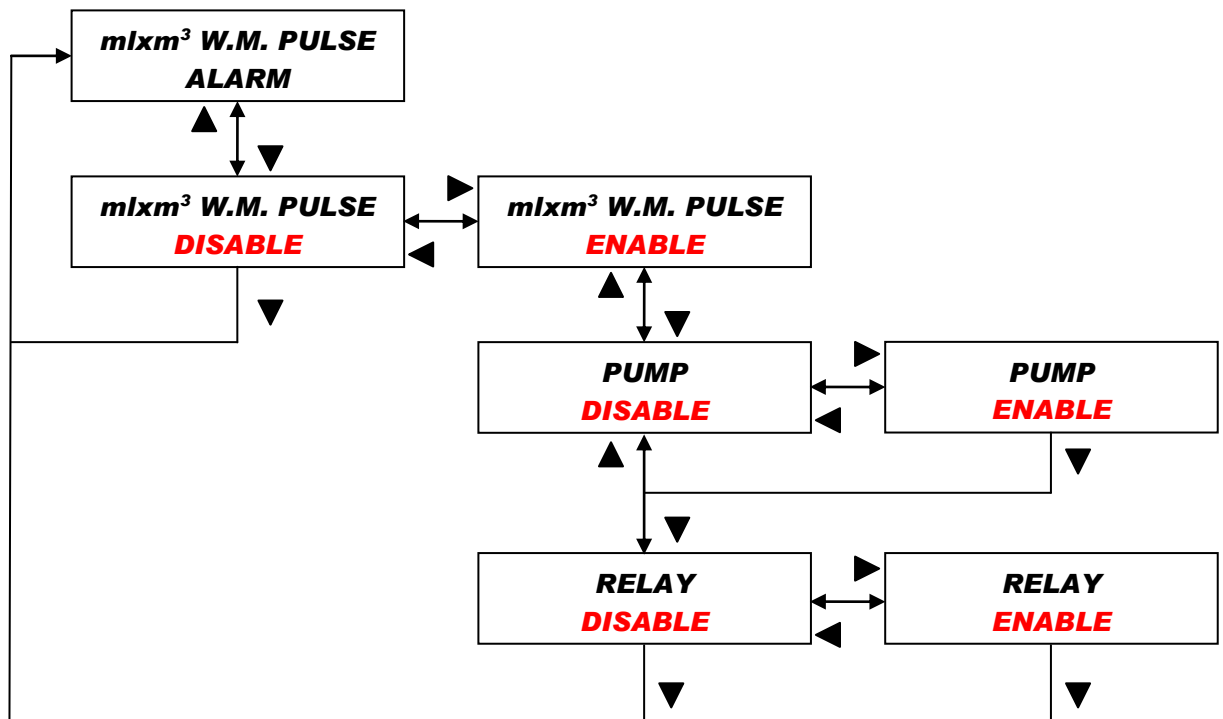 mlxm³ W.M. PULSE
ALARM
mlxm³ W.M. PULSE
DISABLE
mlxm³ W.M. PULSE
ENABLE
PUMP
DISABLE
PUMP
ENABLE
RELAY
DISABLE
RELAY
ENABLE